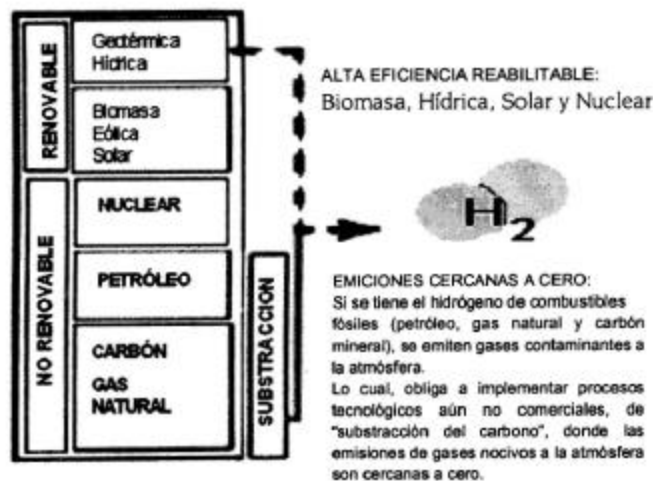 RENOVABLE
Geotérmica
Hídrica
Biomasa
Eólica
Solar
NO RENOVABLE
NUCLEAR
PETRÓLEO
CARBÓN
GAS
NATURAL
SUBSTRACCION
ALTA EFICIENCIA REABILITABLE:
Biomasa, Hídrica, Solar y Nuclear
H2
EMICIONES CERCANAS A CERO:
Si se tiene el hidrógeno de combustibles
fósiles (petróleo, gas natural y carbón
mineral), se emiten gases contaminantes a
la atmósfera.
Lo cual, obliga a implementar procesos
tecnológicos aún no comerciales, de
"substracción del carbono", donde las
emisiones de gases nocivos a la atmósfera
son cercanas a cero.